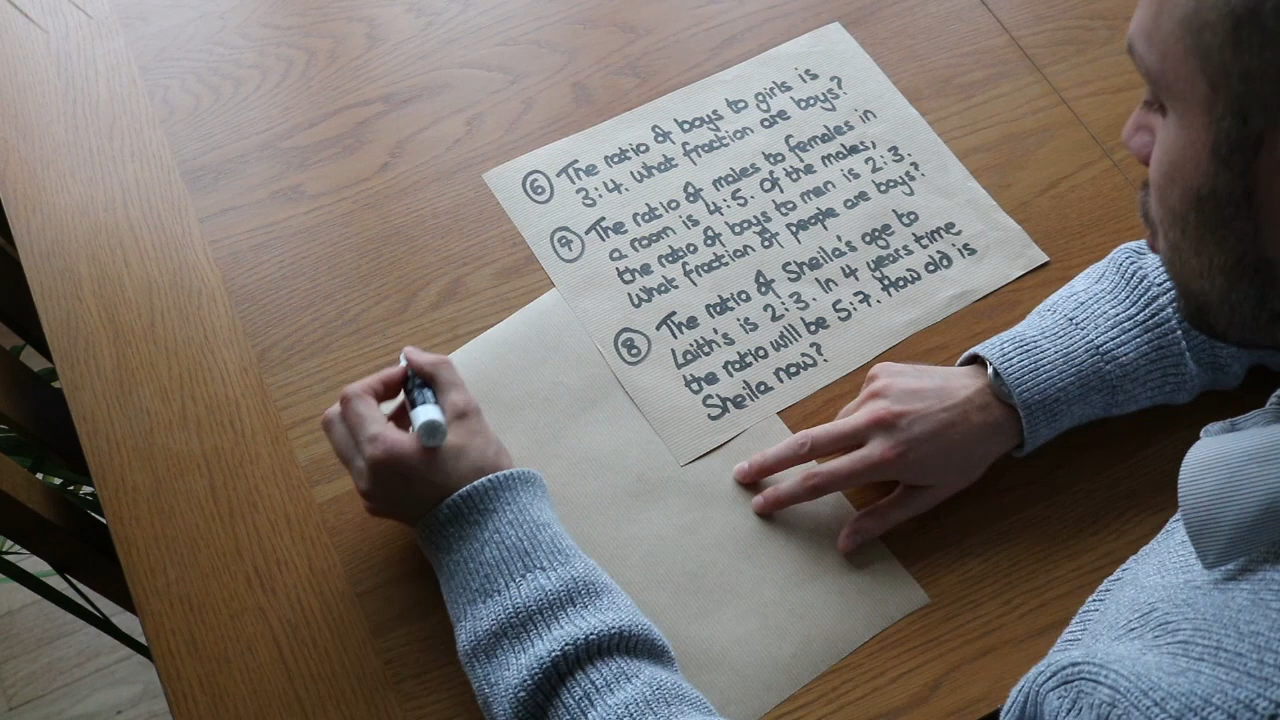 6 The ratio of boys to girls is
3:4. What fraction are boys?
9 The ratio of males to females in
a room is 4:5. Of the males,
the ratio of boys to men is 2:3.
What fraction of people are boys?
8 The ratio of Sheila's age to
Laith's is 2:3. In 4 years time
the ratio will be 5:7. How old is
Sheila now?